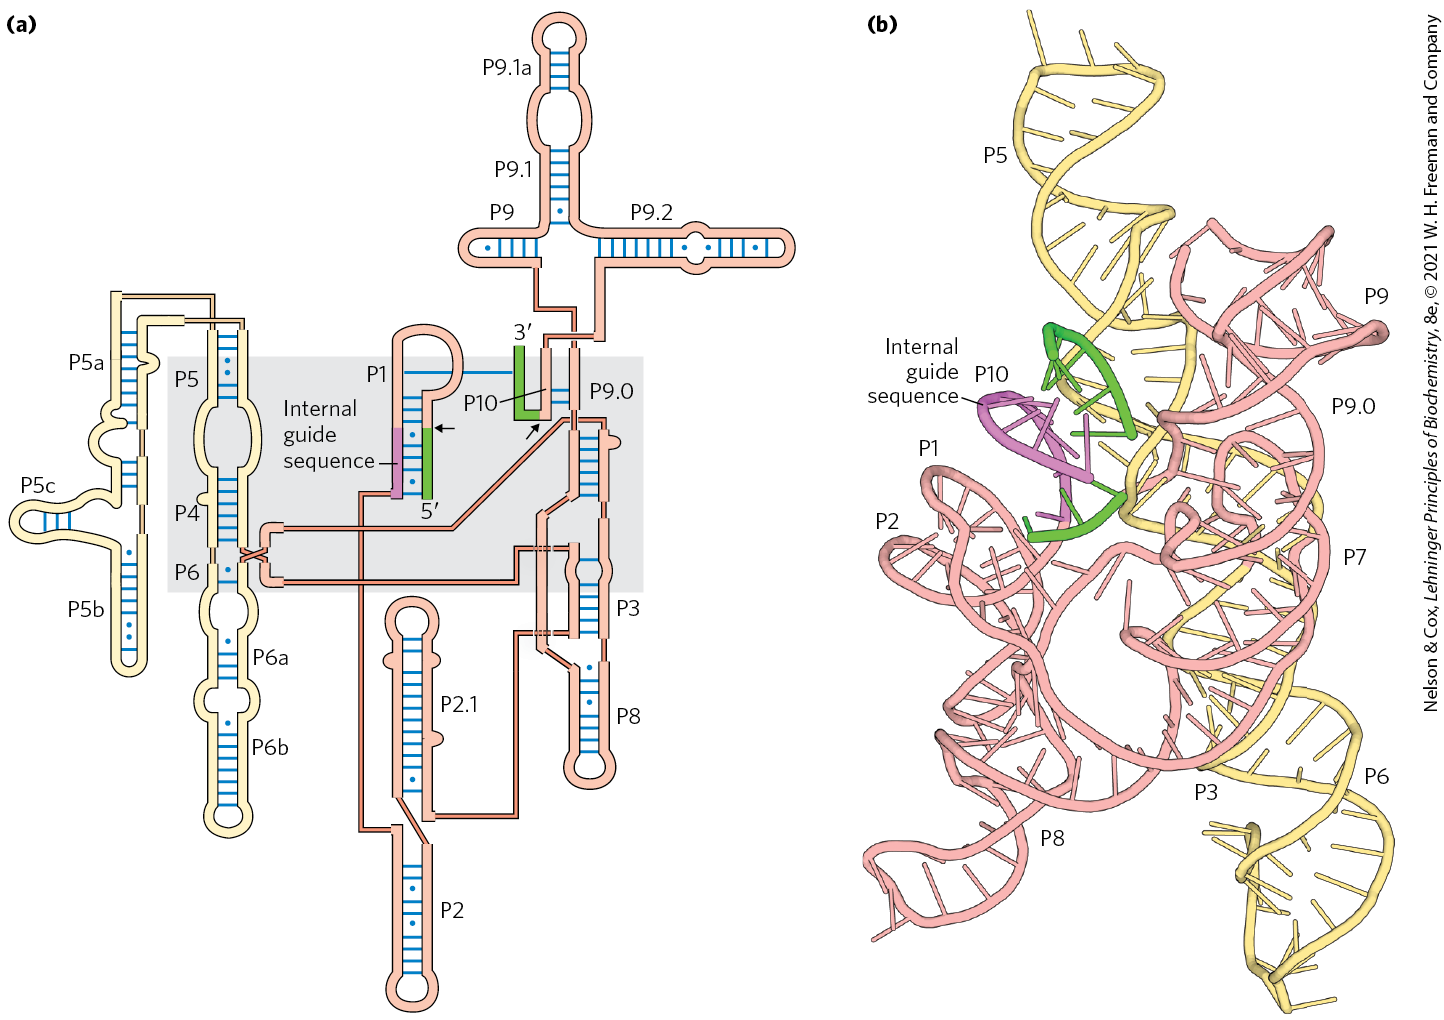 (a)
P9.1a
P9.1
P9
P9.2
3′
P5a
P5
P1
P10
P9.0
Internal
guide
sequence
P5c
P4
5′
P6
P5b
P3
P6a
P2.1
P8
P6b
P2
(b)
P5
P9
Internal
guide
sequence
P10
P9.0
P1
P2
P7
P6
P3
P8
Nelson & Cox, Lehninger Principles of Biochemistry, 8e, © 2021 W. H. Freeman and Company